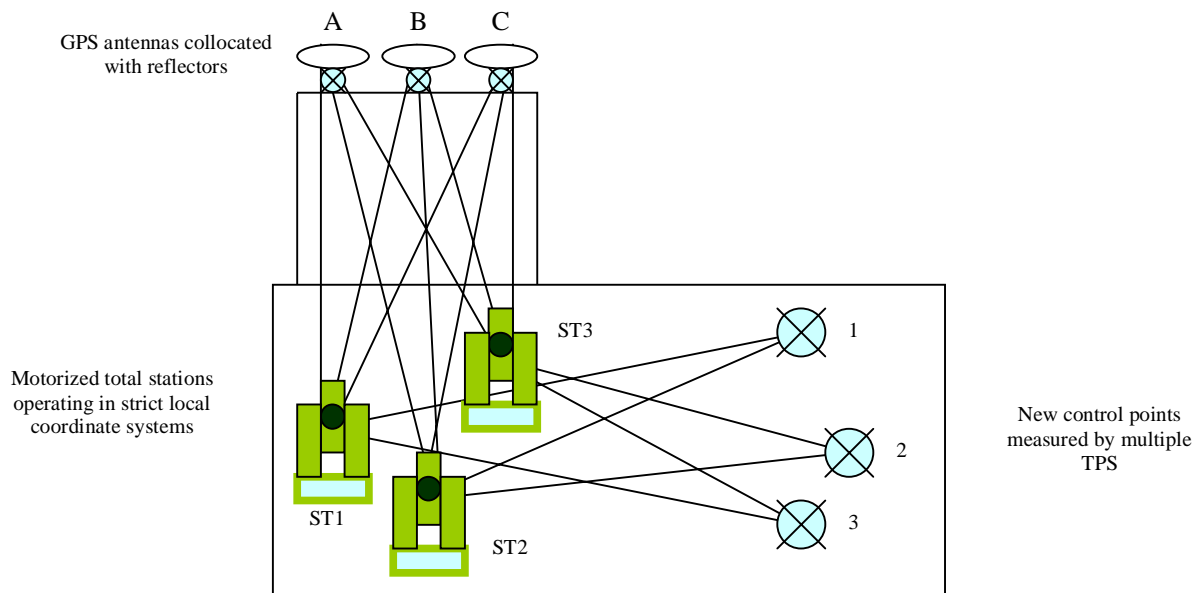 A B C
GPS antennas collocated
with reflectors
ST3
1
Motorized total stations
operating in strict local
coordinate systems
New control points
measured by multiple
TPS
2
3
ST1
ST2